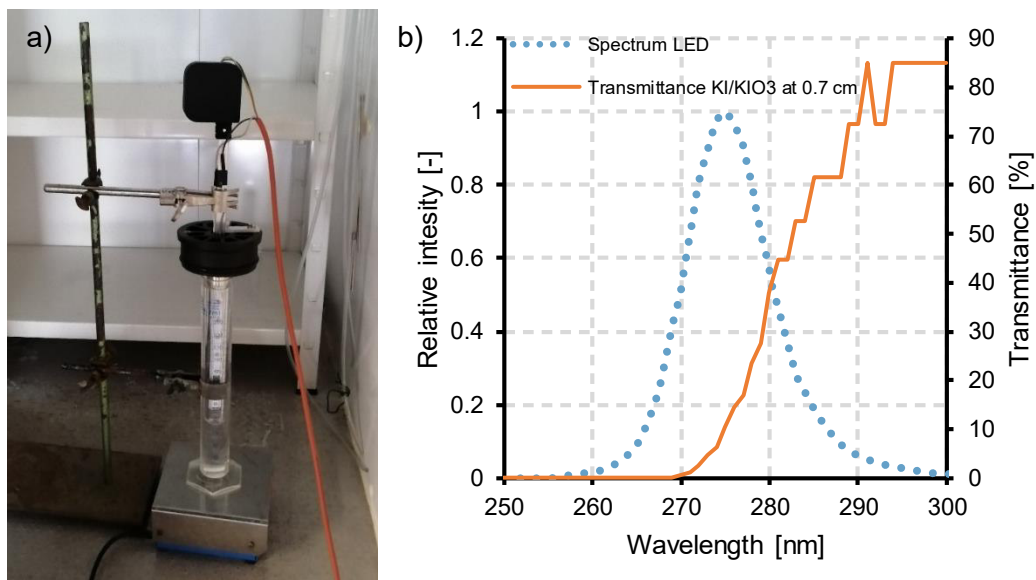 a)
b)
1.2
1
0.8
0.6
0.4
0.2
0
Relative intesity [-]
Spectrum LED
Transmittance KI/KIO3 at 0.7 cm
90
80
70
60
50
40
30
20
10
0
Transmittance [%]
250 260 270 280 290 300
Wavelength [nm]